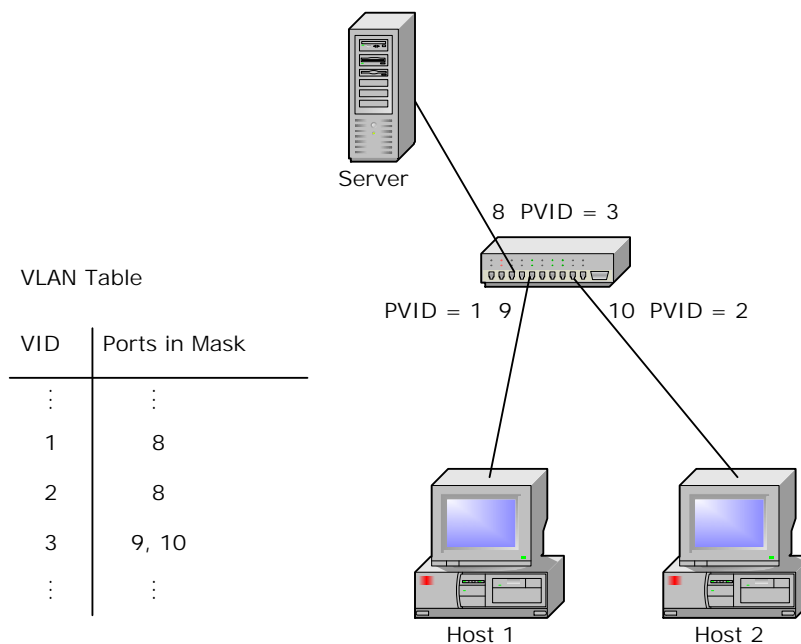 Server
8 PVID = 3
VLAN Table
PVID = 1 9
10 PVID = 2
VID Ports in Mask
⋮ ⋮
1 8
2 8
3 9, 10
⋮ ⋮
Host 1
Host 2